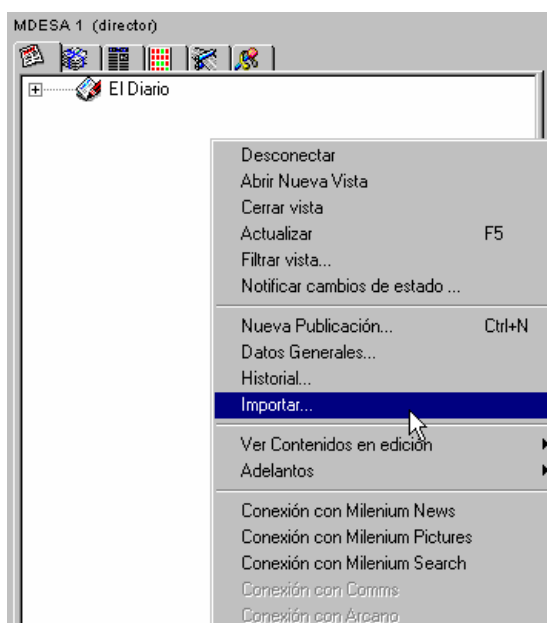 MDESA 1 (director)
El Diario
Desconectar
Abrir Nueva Vista
Cerrar vista
Actualizar F5
Filtrar vista...
Notificar cambios de estado ...
Nueva Publicación... Ctrl+N
Datos Generales...
Historial...
Importar...
Ver Contenidos en edición
Adelantos
Conexión con Milenium News
Conexión con Milenium Pictures
Conexión con Milenium Search
Conexión con Comms
Conexión con Arcano